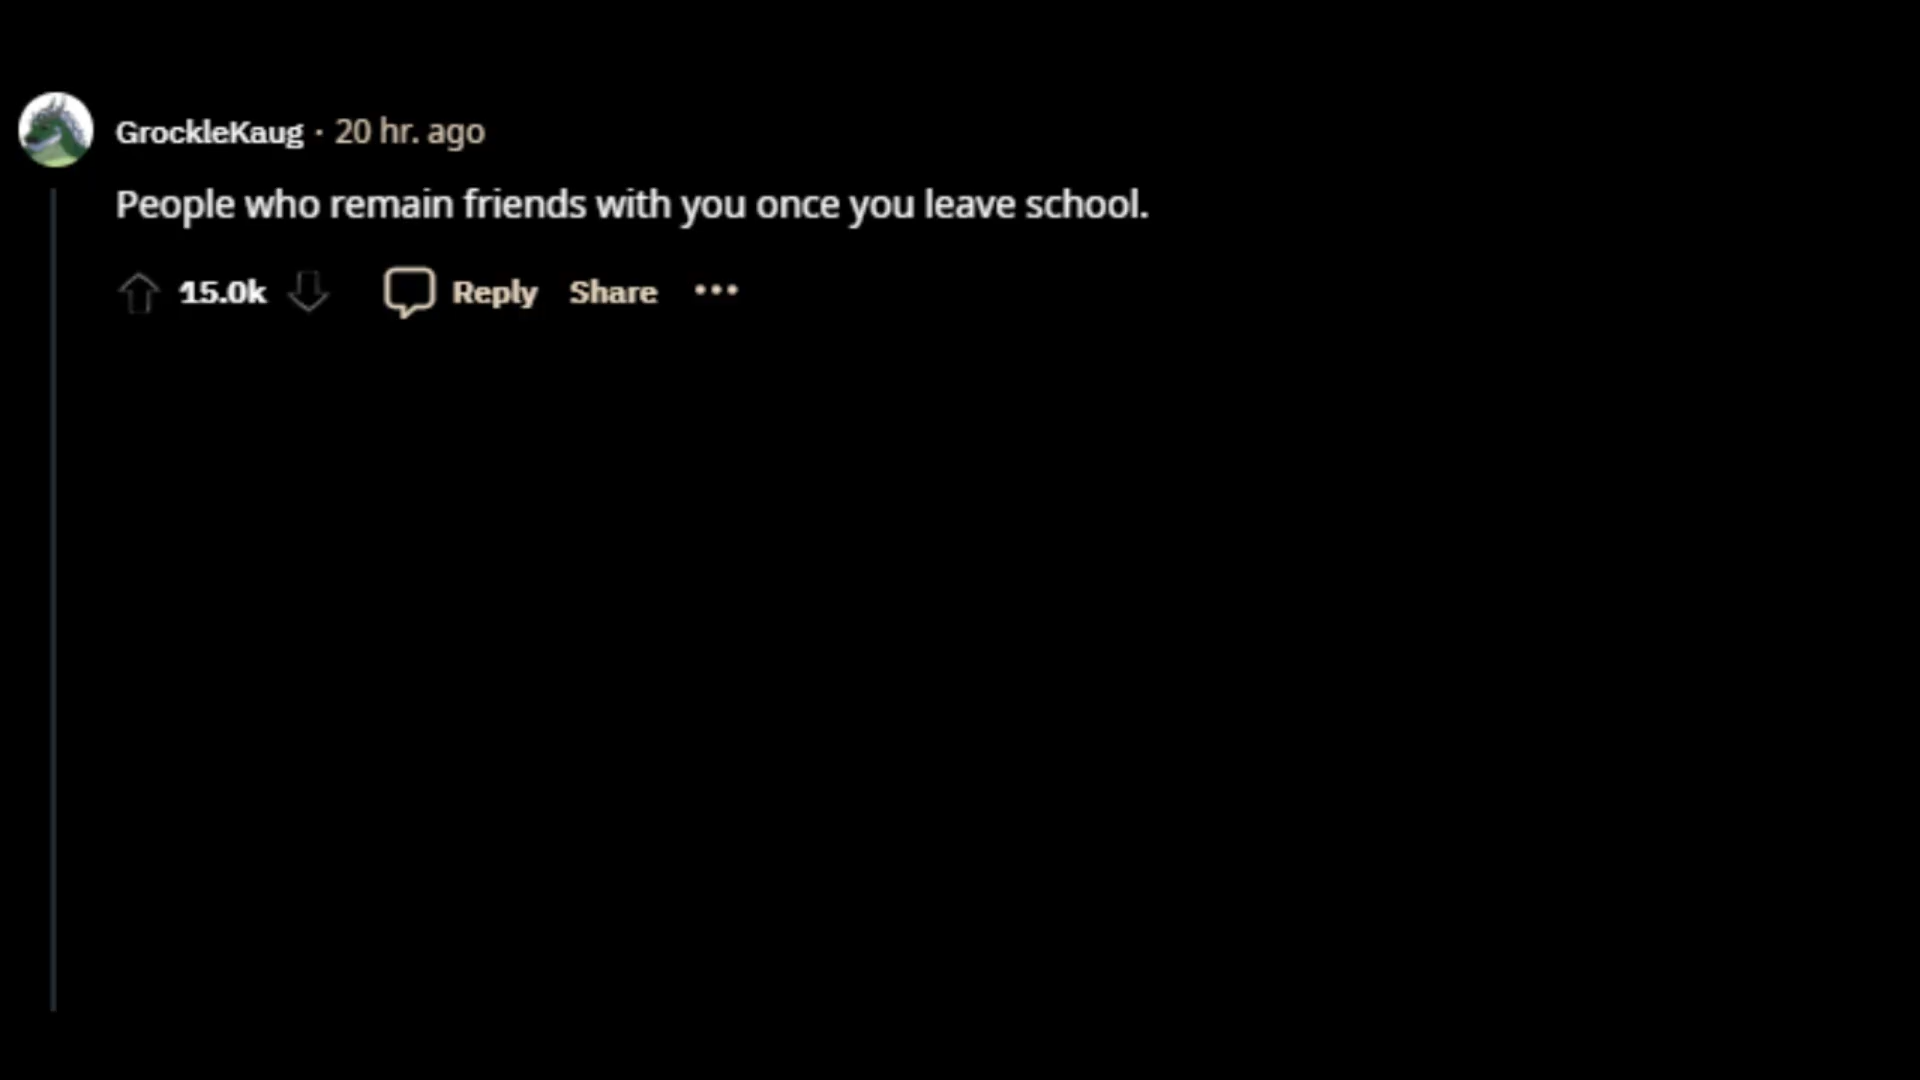 GrockleKaug · 20 hr. ago
People who remain friends with you once you leave school.
15.0k Reply Share •••